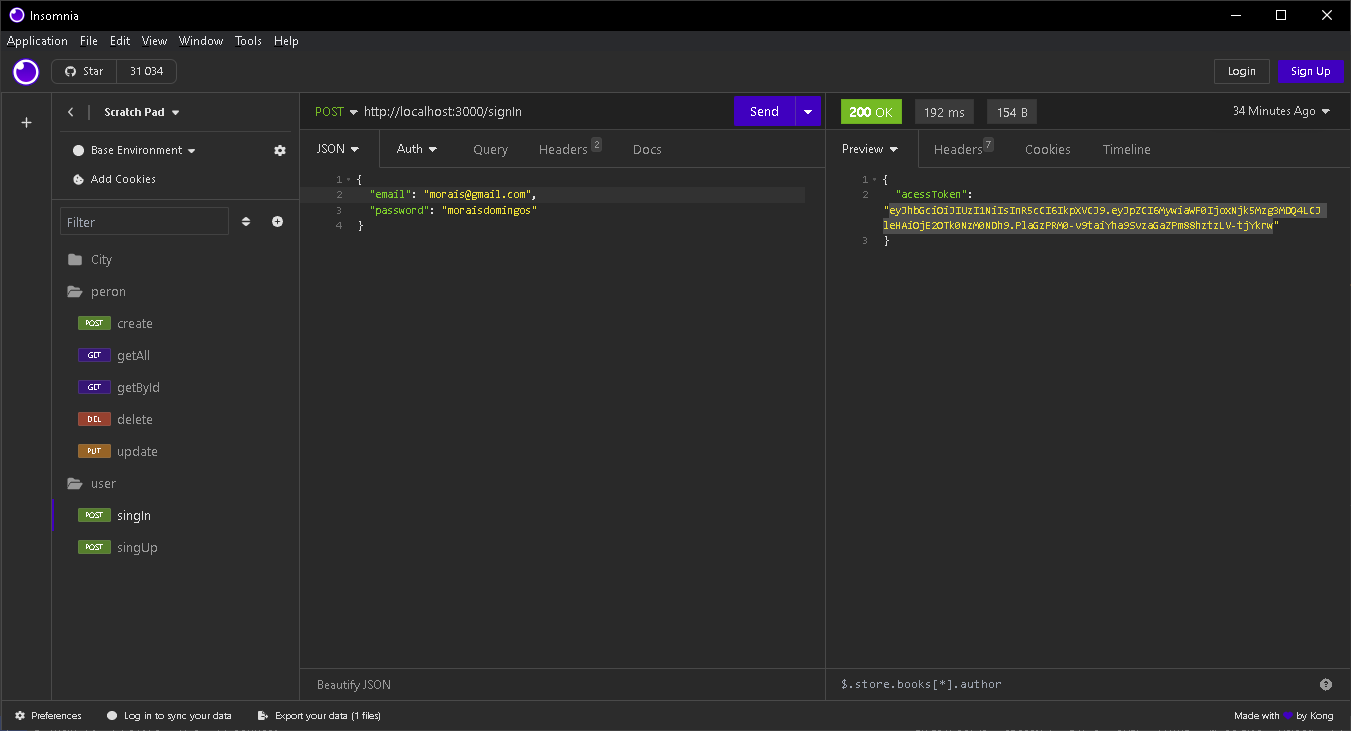 Insomnia
Application File Edit View Window Tools Help
Star 31 034 Login Sign Up
Scratch Pad
Base Environment
Add Cookies
Filter
City
peron
POST create
GET getAll
GET getById
DEL delete
PUT update
user
POST singIn
POST singUp
POST http://localhost:3000/signIn Send
JSON Auth Query Headers 2 Docs
1 {
2 "email": "morais@gmail.com",
3 "password": "moraisdomingos"
4 }
Beautify JSON
200 OK 192 ms 154 B 34 Minutes Ago
Preview Headers 7 Cookies Timeline
1 {
2 "acessToken":
3 }
$.store.books[*].author
Preferences Log in to sync your data Export your data (1 files) Made with by Kong